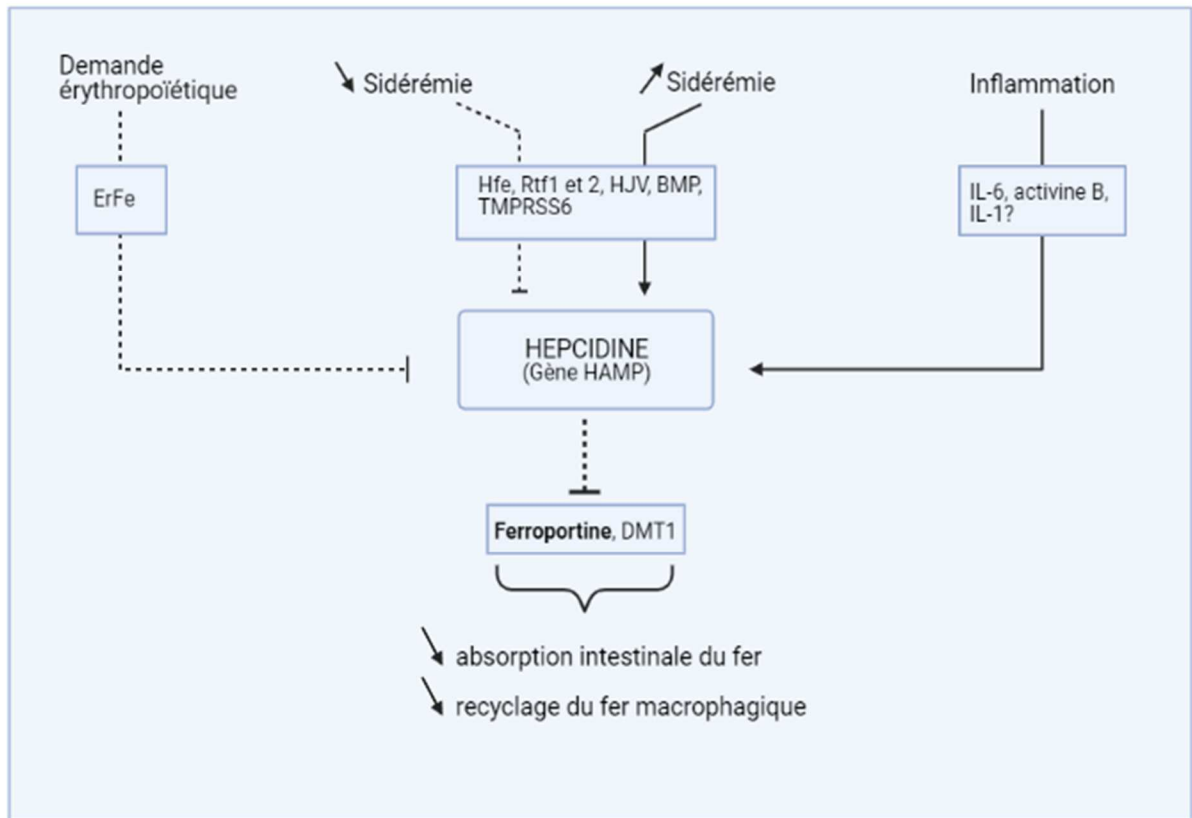 Demande
érythropoïétique
Sidérémie
Sidérémie
Inflammation
ErFe
Hfe, Rtf1 et 2, HJV, BMP,
TMPRSS6
IL-6, activine B,
IL-1?
HEPCIDINE
(Gène HAMP)
Ferroportine, DMT1
absorption intestinale du fer
recyclage du fer macrophagique